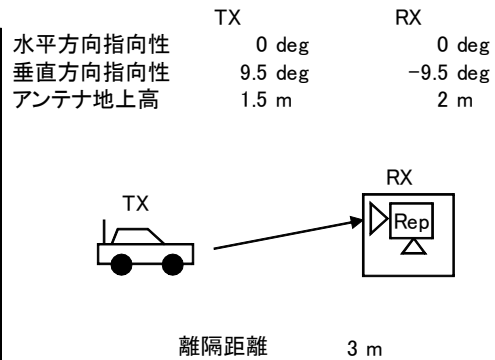 TX RX
水平方向指向性 0 deg 0 deg
垂直方向指向性 9.5 deg -9.5 deg
アンテナ地上高 1.5 m 2 m
RX
TX
Rep
離隔距離 3 m